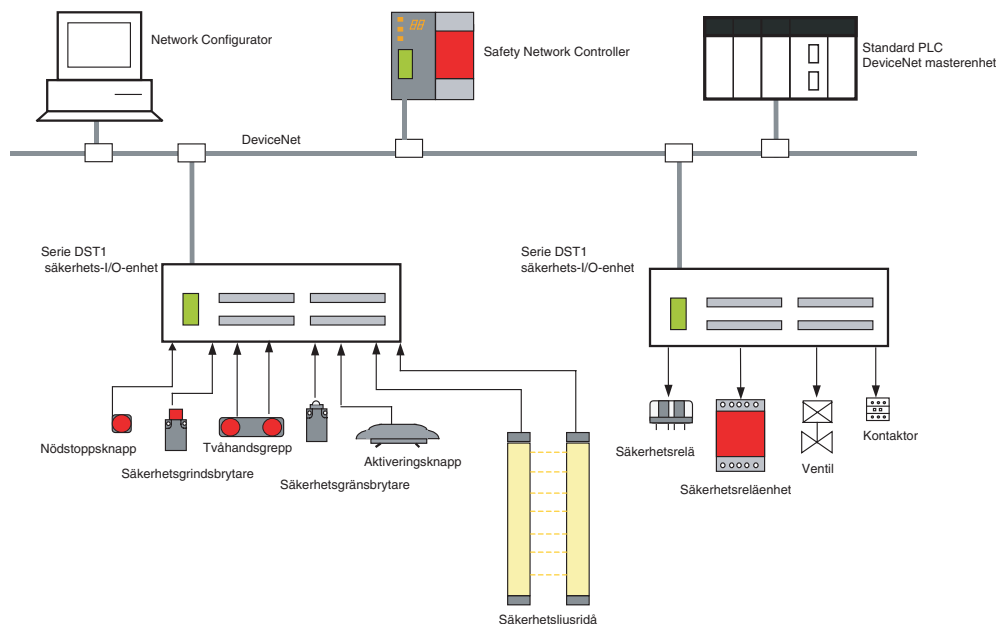 Network Configurator
Safety Network Controller
Standard PLC
DeviceNet masterenhet
DeviceNet
Serie DST1
säkerhets-I/O-enhet
Serie DST1
säkerhets-I/O-enhet
Nödstoppsknapp
Säkerhetsgrindsbrytare
Tvåhandsgrepp
Säkerhetsgränsbrytare
Aktiveringsknapp
Säkerhetsljusridå
Säkerhetsrelä
Säkerhetsreläenhet
Ventil
Kontaktor